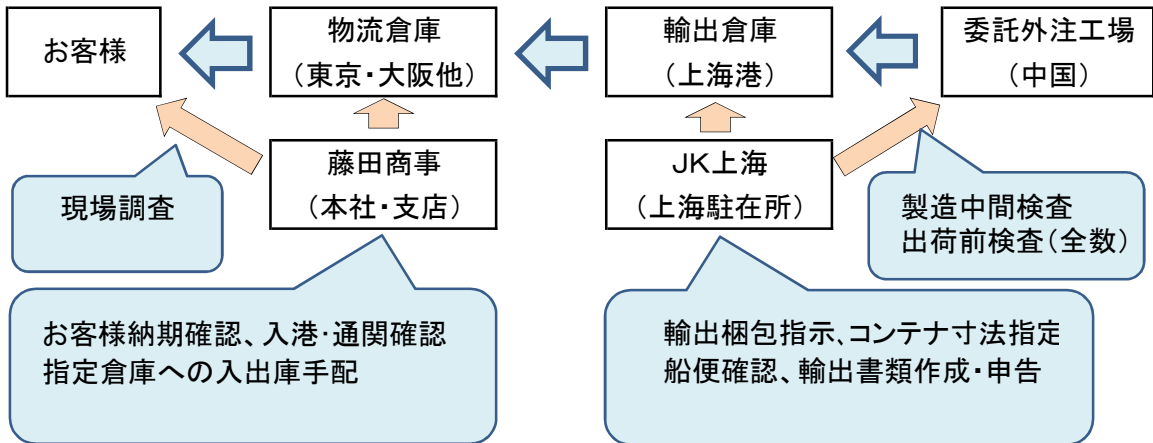 お客様
物流倉庫
（東京・大阪他）
輸出倉庫
（上海港）
委託外注工場
（中国）
藤田商事
（本社・支店）
JK上海
（上海駐在所）
現場調査
製造中間検査
出荷前検査（全数）
お客様納期確認、入港・通関確認
指定倉庫への入出庫手配
輸出梱包指示、コンテナ寸法指定
船便確認、輸出書類作成・申告